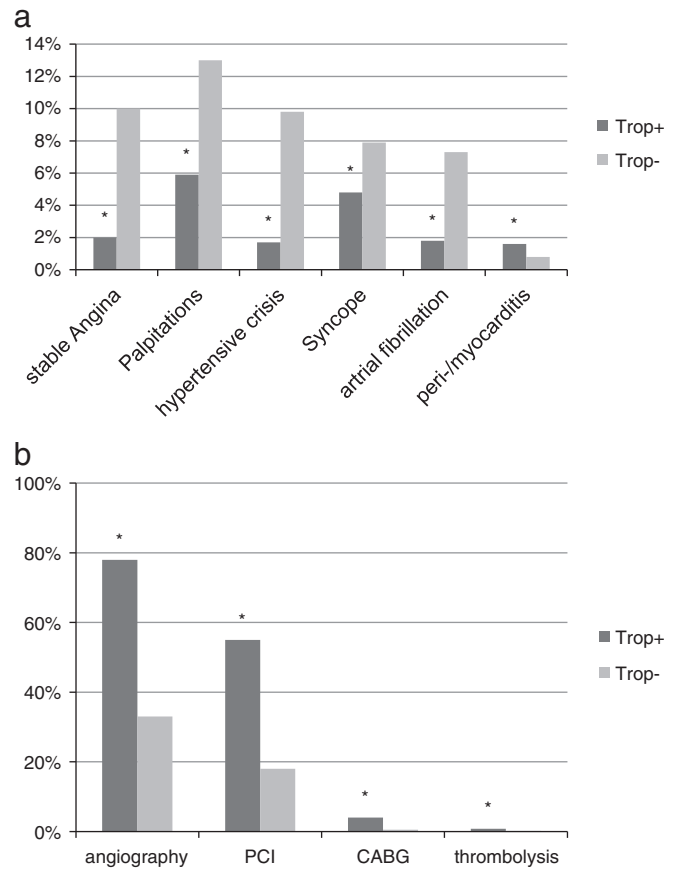 a
14%
12%
10%
8%
6%
4%
2%
0%
* * * * * *
Trop+
Trop-
stable Angina
Palpitations
hypertensive crisis
Syncope
artrial fibrillation
peri-/myocarditis
b
100%
80%
60%
40%
20%
0%
* * * *
Trop+
Trop-
angiography PCI CABG thrombolysis